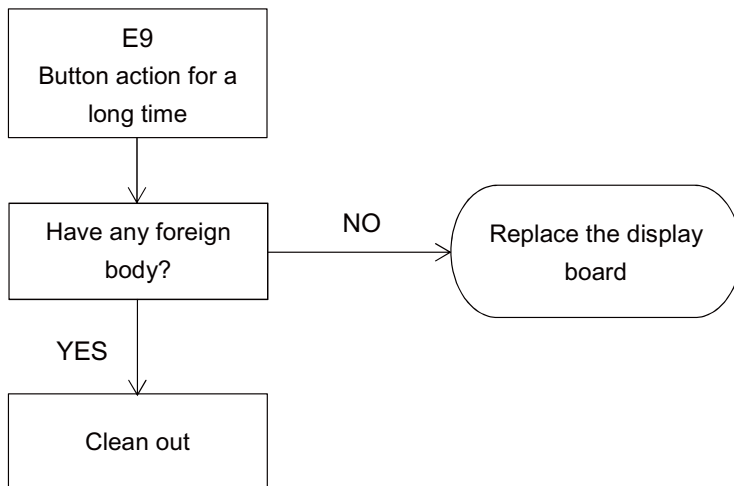 E9
Button action for a
long time
Have any foreign
body?
NO
Replace the display
board
YES
Clean out